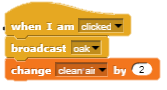 when I am clicked
broadcast oak
change clean air by 2